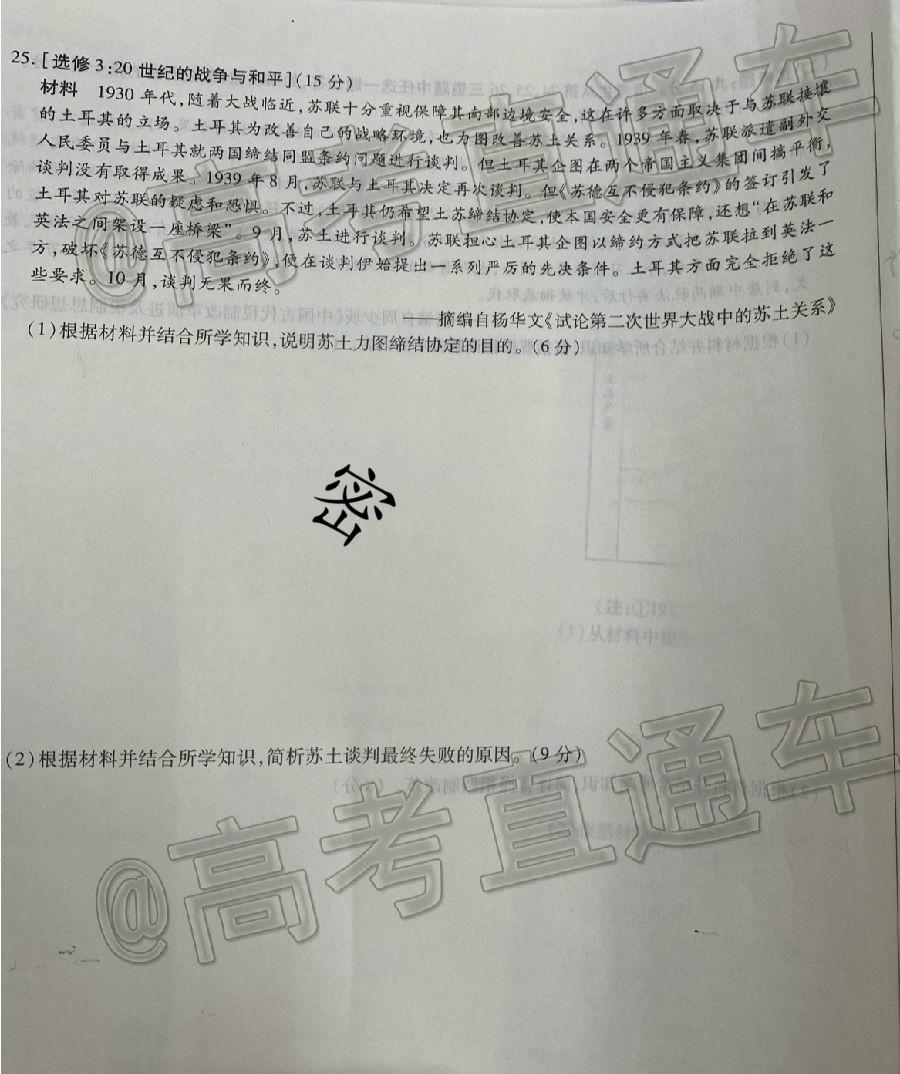 25.[选修3:20世纪的战争与和平](15分)
材料 1930年代,随着大战临近,苏联十分重视保障其南部边境安全,这在许多方面取决于与苏联接壤
的土耳其的立场。土耳其为改善自己的战略环境,也力图改善苏土关系。1939年春,苏联派遣副外交
人民委员与土耳其就两国缔结同盟条约问题进行谈判。但土耳其企图在两个帝国主义集团间搞平衡,
谈判没有取得成果。1939年8月,苏联与土耳其决定再次谈判。但《苏德互不侵犯条约》的签订引发了
土耳其对苏联的疑虑和恐惧。不过,土耳其仍希望土苏缔结协定,使本国安全更有保障,还想“在苏联和
英法之间架设一座桥梁”。9月,苏土进行谈判。苏联担心土耳其企图以缔约方式把苏联拉到英法一
方,破坏《苏德互不侵犯条约》,便在谈判伊始提出一系列严厉的先决条件。土耳其方面完全拒绝了这
些要求。10月,谈判无果而终。
——摘编自杨华文《试论第二次世界大战中的苏土关系》
(1)根据材料并结合所学知识,说明苏土力图缔结协定的目的。(6分)
密
(注:①
(1)从材料中提
(2)根据材料并结合所学知识,简析苏土谈判最终失败的原因。(9分)
@高考直通车
@高考直通车